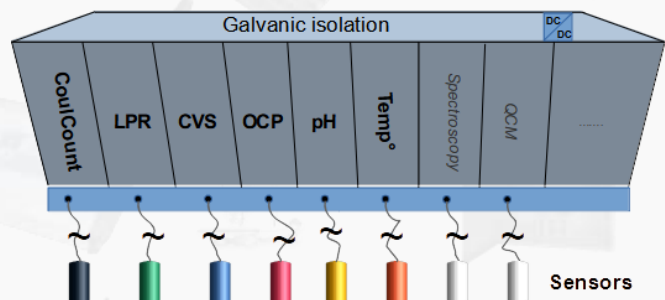 Galvanic isolation
DC
DC
CoulCount
LPR
CVS
OCP
pH
Temp°
Spectroscopy
QCM
........
Sensors